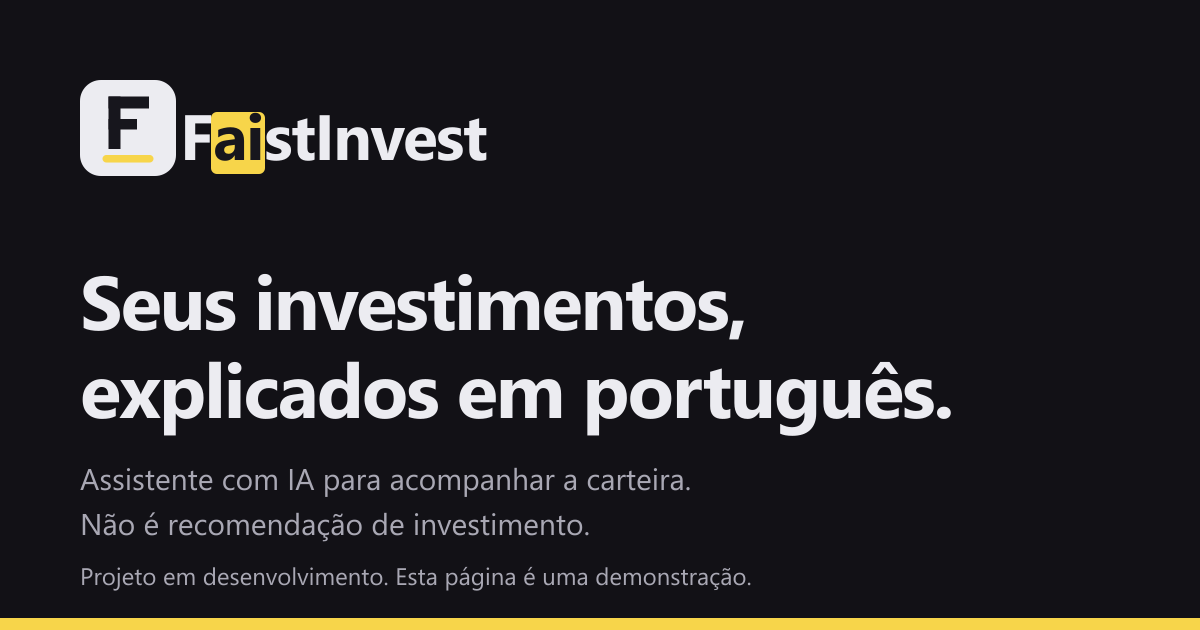 F
FaistInvest
Seus investimentos,
explicados em português.
Assistente com IA para acompanhar a carteira.
Não é recomendação de investimento.
Projeto em desenvolvimento. Esta página é uma demonstração.